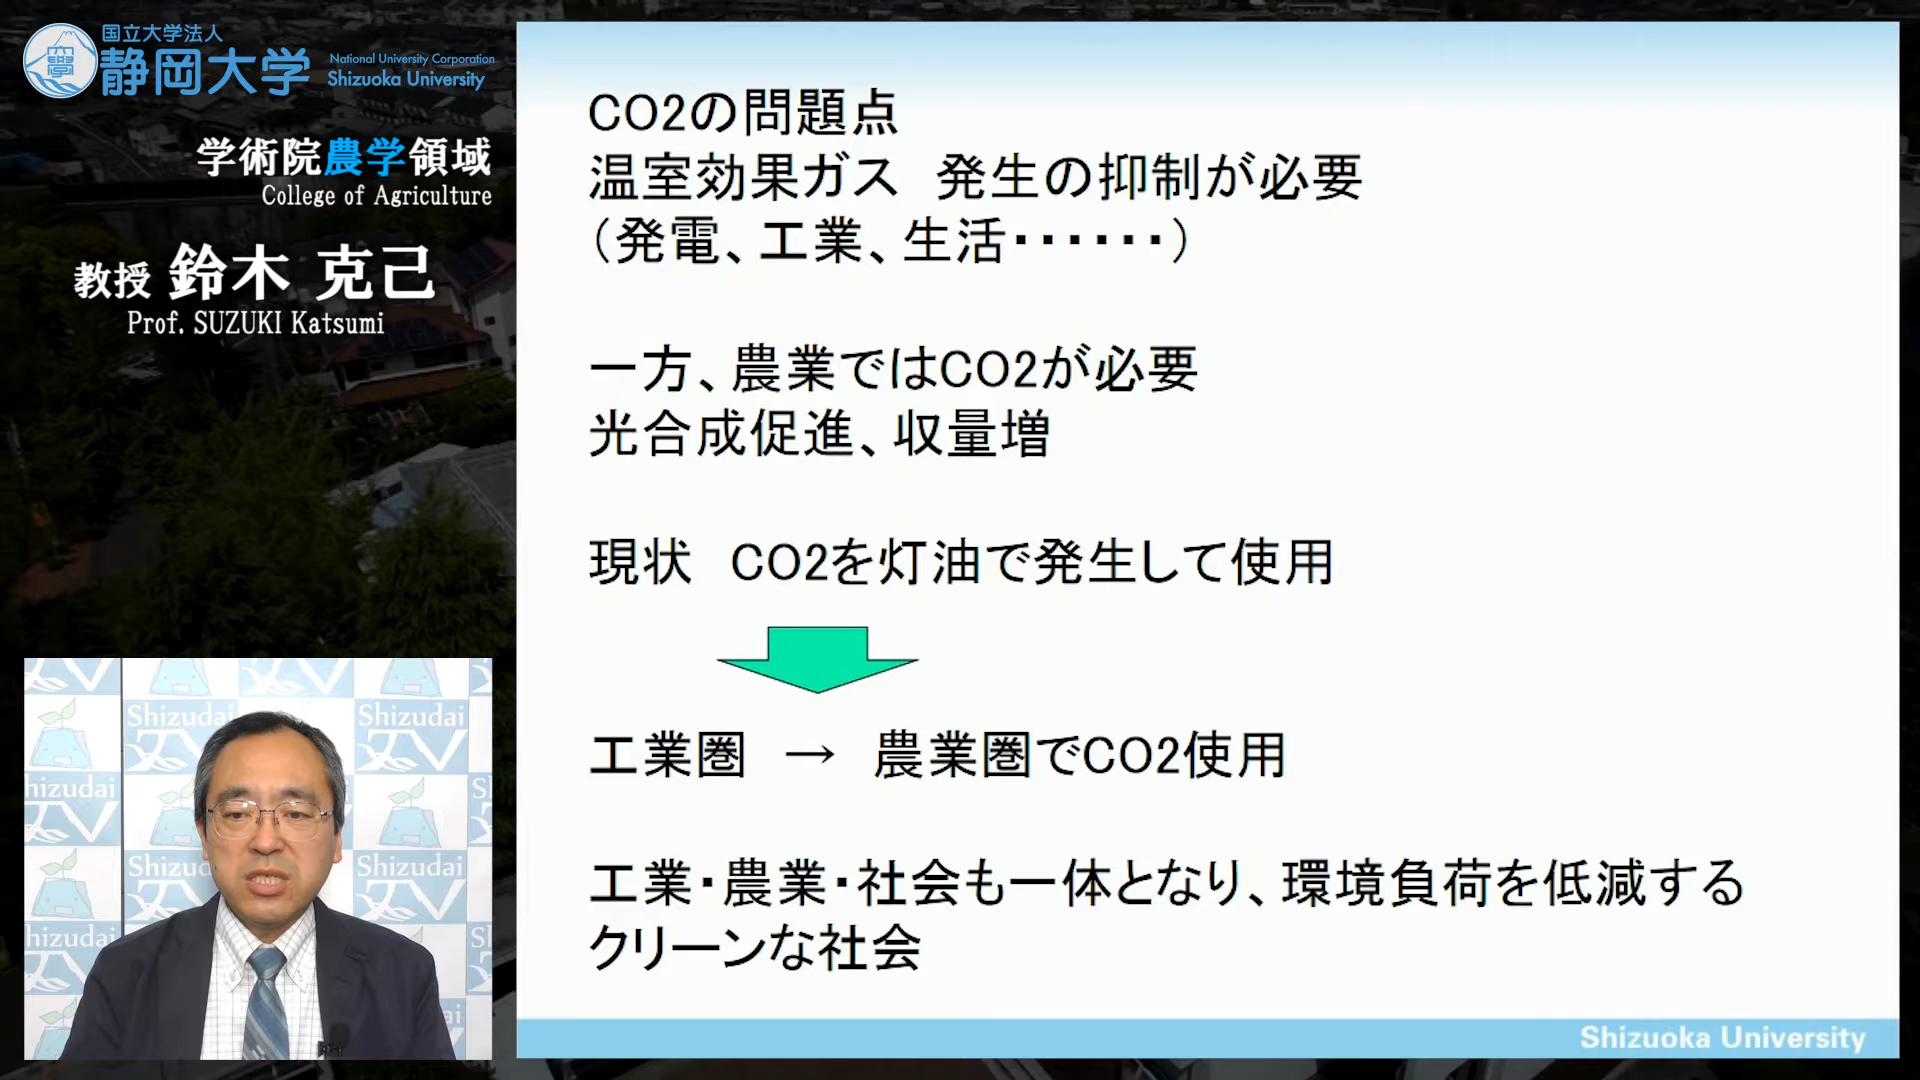 国立大学法人
静岡大学
National University Corporation
Shizuoka University
学術院農学領域
College of Agriculture
教授 鈴木 克己
Prof. SUZUKI Katsumi
CO2の問題点
温室効果ガス　発生の抑制が必要
（発電、工業、生活・・・・・・）
一方、農業ではCO2が必要
光合成促進、収量増
現状　CO2を灯油で発生して使用
工業圏　→　農業圏でCO2使用
工業・農業・社会も一体となり、環境負荷を低減する
クリーンな社会
Shizudai
TV
Shizudai
TV
Shizudai
Shizudai
TV
Shizuoka University